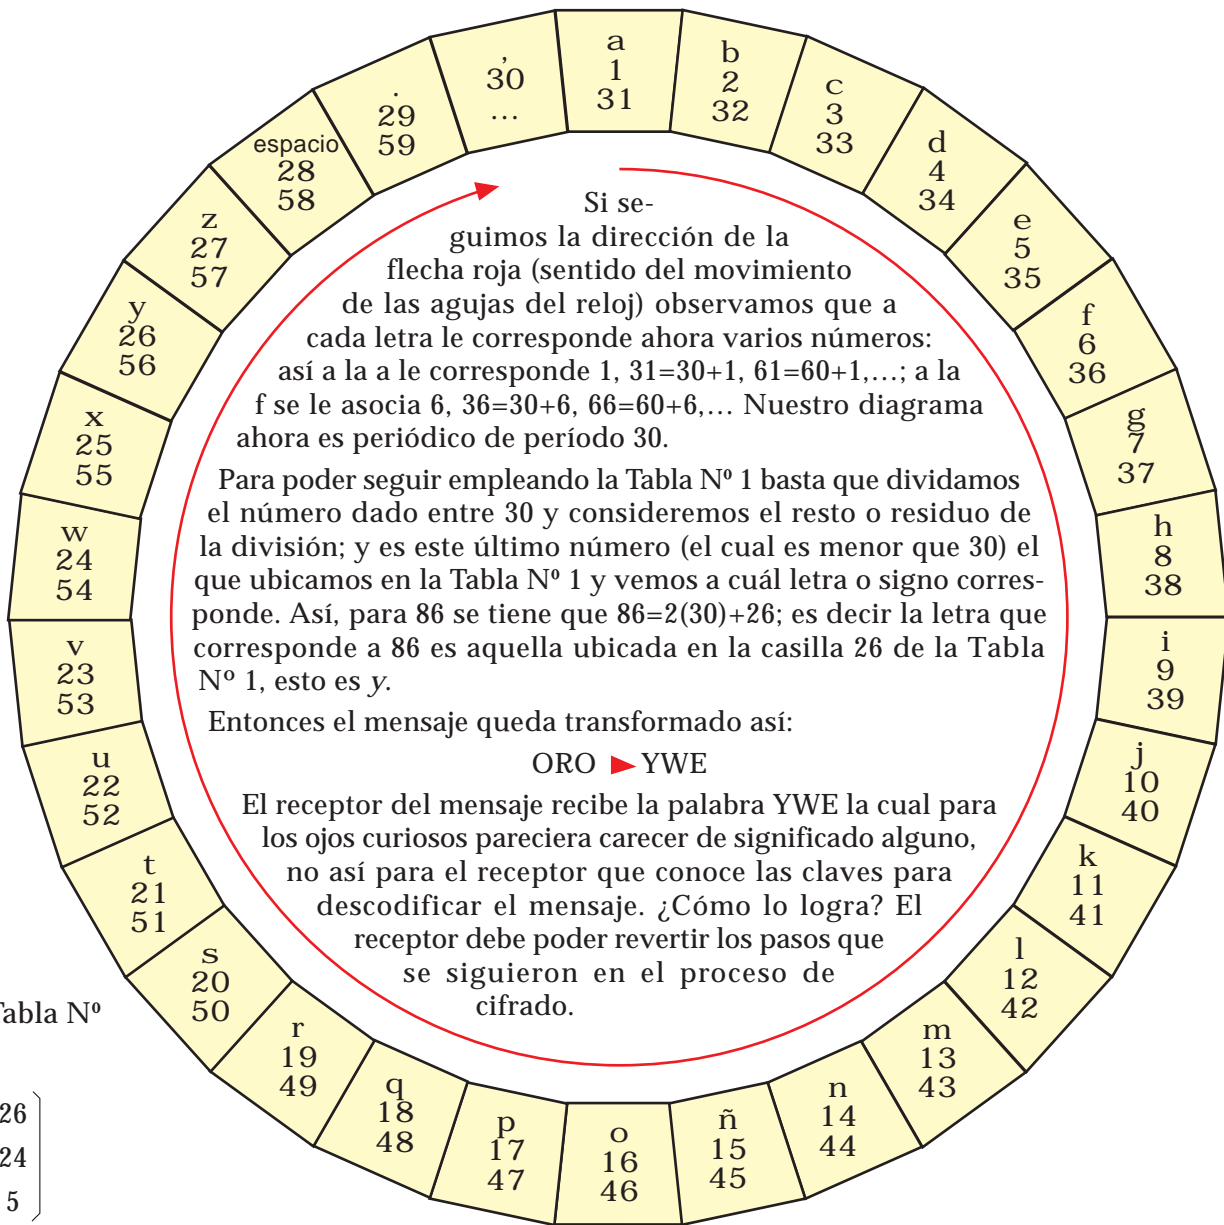 a
1
31
b
2
32
c
3
33
d
4
34
e
5
35
f
6
36
g
7
37
h
8
38
i
9
39
j
10
40
k
11
41
l
12
42
m
13
43
n
14
44
ñ
15
45
o
16
46
p
17
47
q
18
48
r
19
49
s
20
50
t
21
51
u
22
52
v
23
53
w
24
54
x
25
55
y
26
56
z
27
57
espacio
28
58
.
29
59
,
30
...
Si se-
guimos la dirección de la
flecha roja (sentido del movimiento
de las agujas del reloj) observamos que a
cada letra le corresponde ahora varios números:
así a la a le corresponde 1, 31=30+1, 61=60+1,…; a la
f se le asocia 6, 36=30+6, 66=60+6,… Nuestro diagrama
ahora es periódico de período 30.
Para poder seguir empleando la Tabla Nº 1 basta que dividamos
el número dado entre 30 y consideremos el resto o residuo de
la división; y es este último número (el cual es menor que 30) el
que ubicamos en la Tabla Nº 1 y vemos a cuál letra o signo corres-
ponde. Así, para 86 se tiene que 86=2(30)+26; es decir la letra que
corresponde a 86 es aquella ubicada en la casilla 26 de la Tabla
Nº 1, esto es y.
Entonces el mensaje queda transformado así:
ORO ► YWE
El receptor del mensaje recibe la palabra YWE la cual para
los ojos curiosos pareciera carecer de significado alguno,
no así para el receptor que conoce las claves para
descodificar el mensaje. ¿Cómo lo logra? El
receptor debe poder revertir los pasos que
se siguieron en el proceso de
cifrado.
Tabla Nº
26
24
5